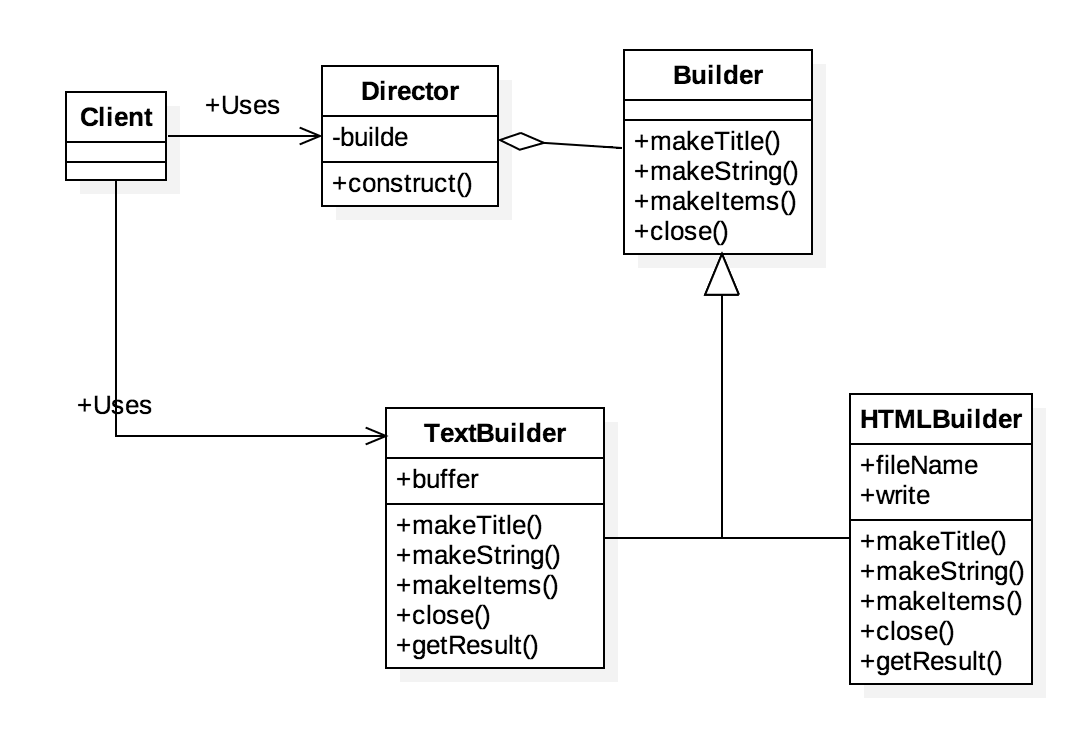 Client
+Uses
Director
-builde
+construct()
Builder
+makeTitle()
+makeString()
+makeItems()
+close()
+Uses
TextBuilder
+buffer
+makeTitle()
+makeString()
+makeItems()
+close()
+getResult()
HTMLBuilder
+fileName
+write
+makeTitle()
+makeString()
+makeItems()
+close()
+getResult()